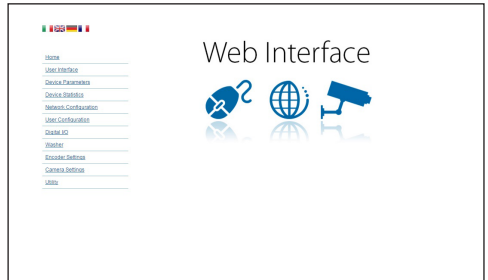 Web Interface
Home
User Interface
Device Parameters
Device Statistics
Network Configuration
User Configuration
Digital I/O
Washer
Encoder Settings
Camera Settings
Utility